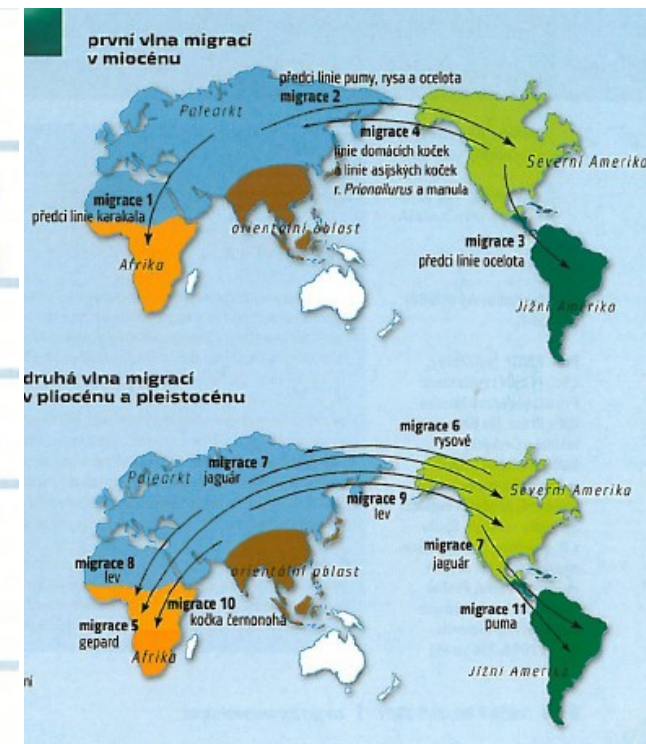 první vlna migrací
v miocénu
předci linie pumy, rysa a ocelota
migrace 2
Palearkt
migrace 4
linie domácích koček
a linie asijských koček
r. Prionailurus a manula
Severní Amerika
migrace 1
předci linie karakala
orientální oblast
migrace 3
předci linie ocelota
Afrika
Jižní Amerika
druhá vlna migrací
v pliocénu a pleistocénu
migrace 6
rysové
migrace 7
jaguár
Palearkt
Severní Amerika
migrace 9
lev
migrace 7
jaguár
migrace 8
lev
orientální oblast
migrace 10
kočka černonohá
migrace 11
puma
migrace 5
gepard
Afrika
Jižní Amerika
ní